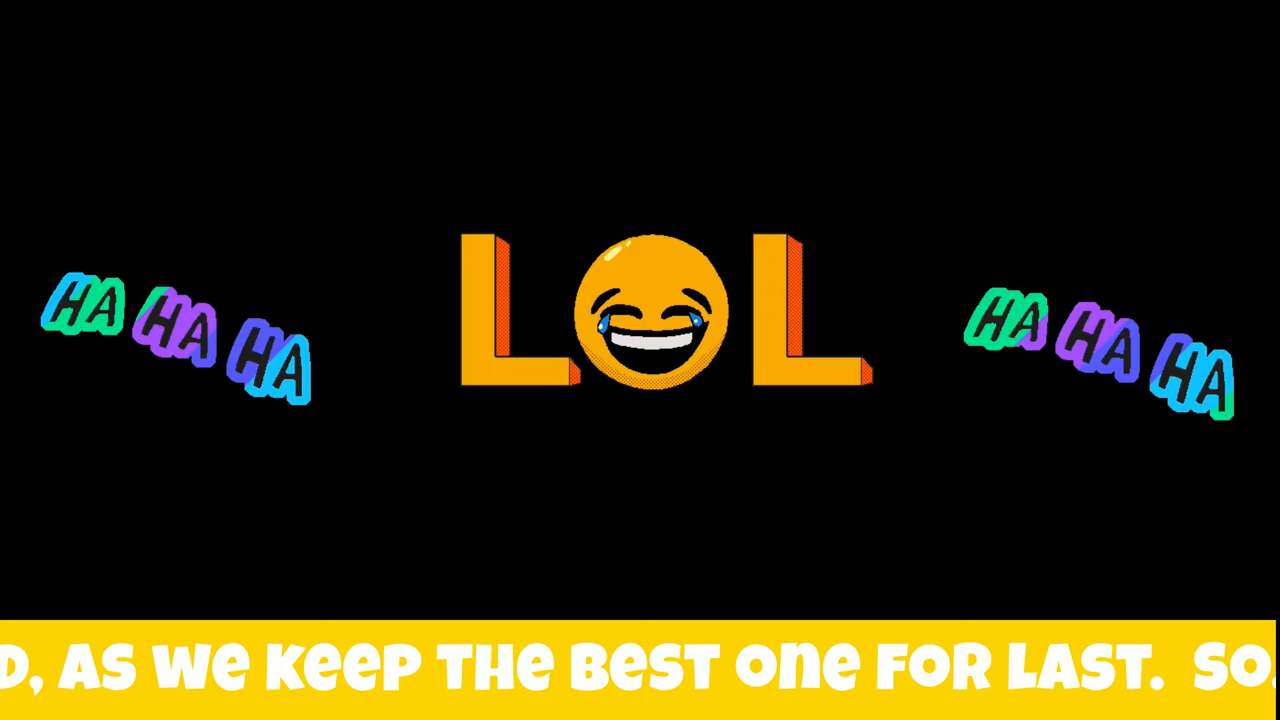 HA HA HA
LOL
HA HA HA
D, AS WE KEEP THE BEST ONE FOR LAST. SO.